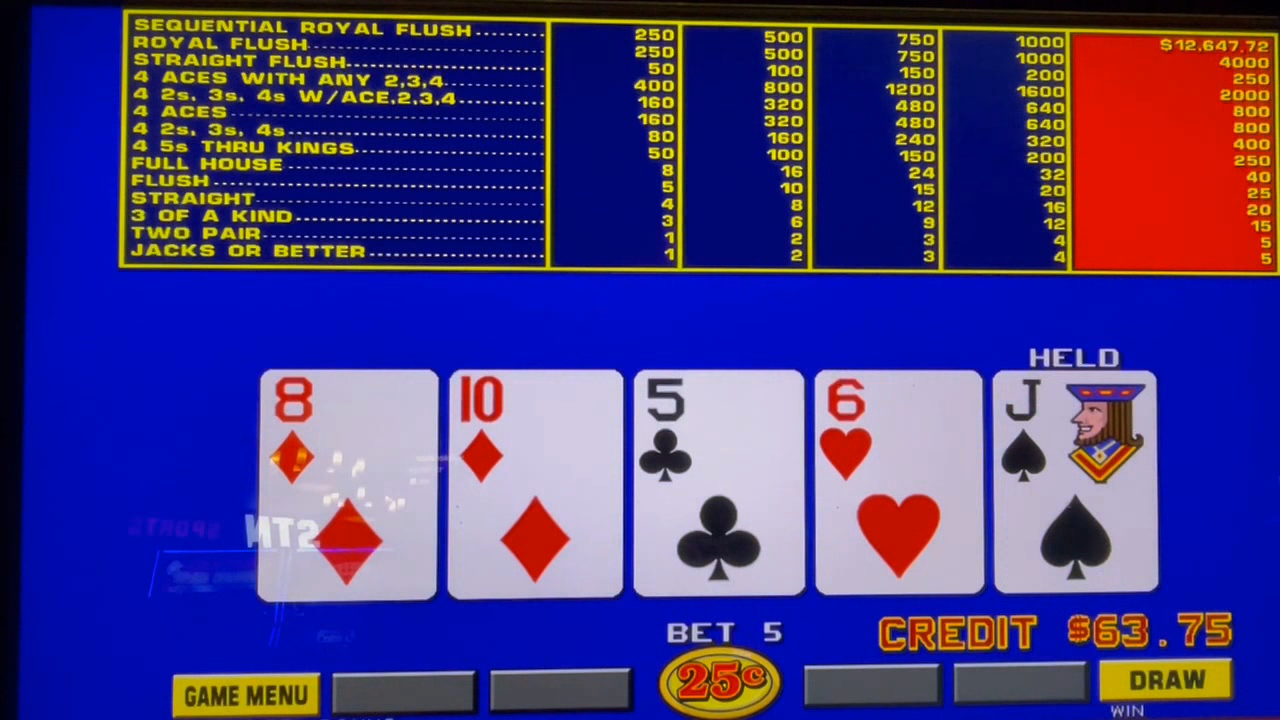 SEQUENTIAL ROYAL FLUSH 250 500 750 1000 $12,647.72
ROYAL FLUSH 250 500 750 1000 4000
STRAIGHT FLUSH 50 100 150 200 250
4 ACES WITH ANY 2,3,4 400 800 1200 1600 2000
4 2s, 3s, 4s W/ACE,2,3,4 160 320 480 640 800
4 ACES 160 320 480 640 800
4 2s, 3s, 4s 80 160 240 320 400
4 5s THRU KINGS 50 100 150 200 250
FULL HOUSE 8 16 24 32 40
FLUSH 5 10 15 20 25
STRAIGHT 4 8 12 16 20
3 OF A KIND 3 6 9 12 15
TWO PAIR 1 2 3 4 5
JACKS OR BETTER 1 2 3 4 5
HELD
8 10 5 6 J
STN
SPORTS
BET 5 CREDIT $63.75
GAME MENU 25¢ DRAW
WIN